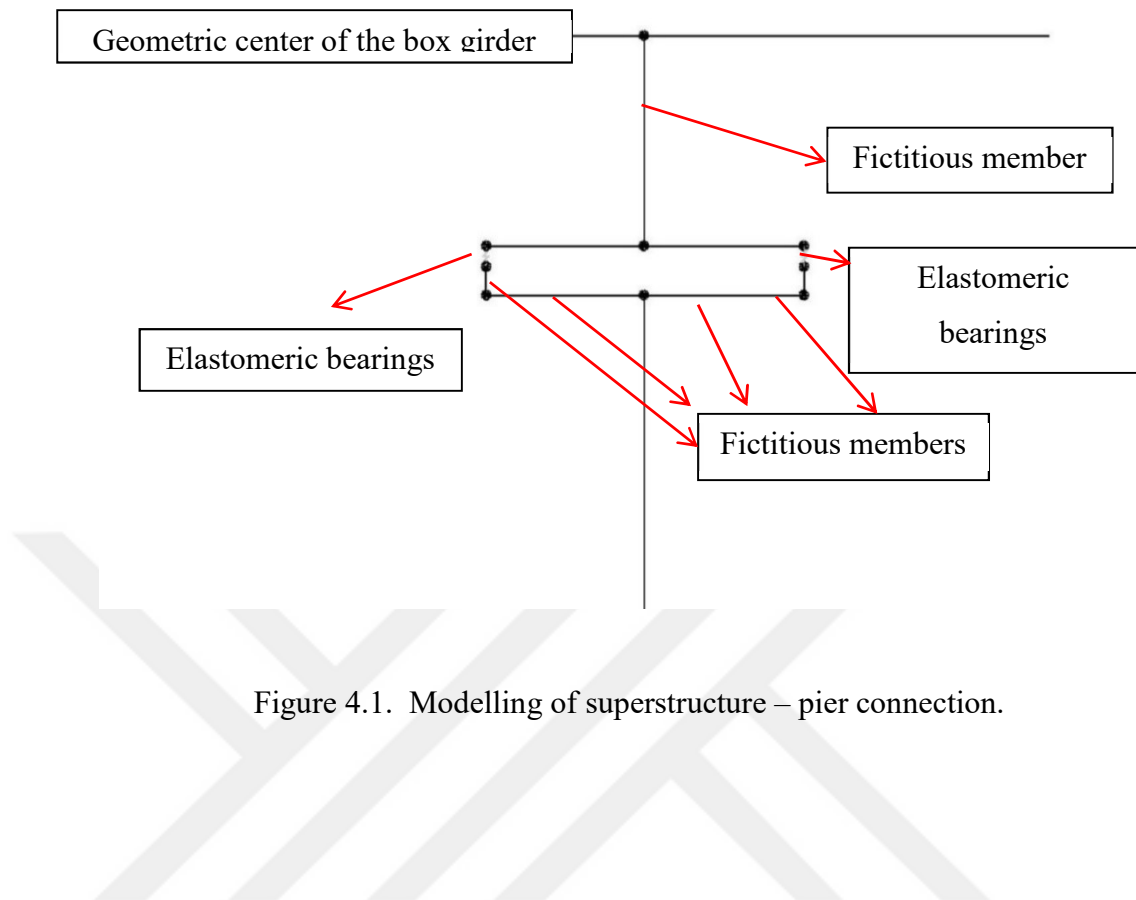 Geometric center of the box girder
Fictitious member
Elastomeric
bearings
Elastomeric bearings
Fictitious members
Figure 4.1. Modelling of superstructure – pier connection.